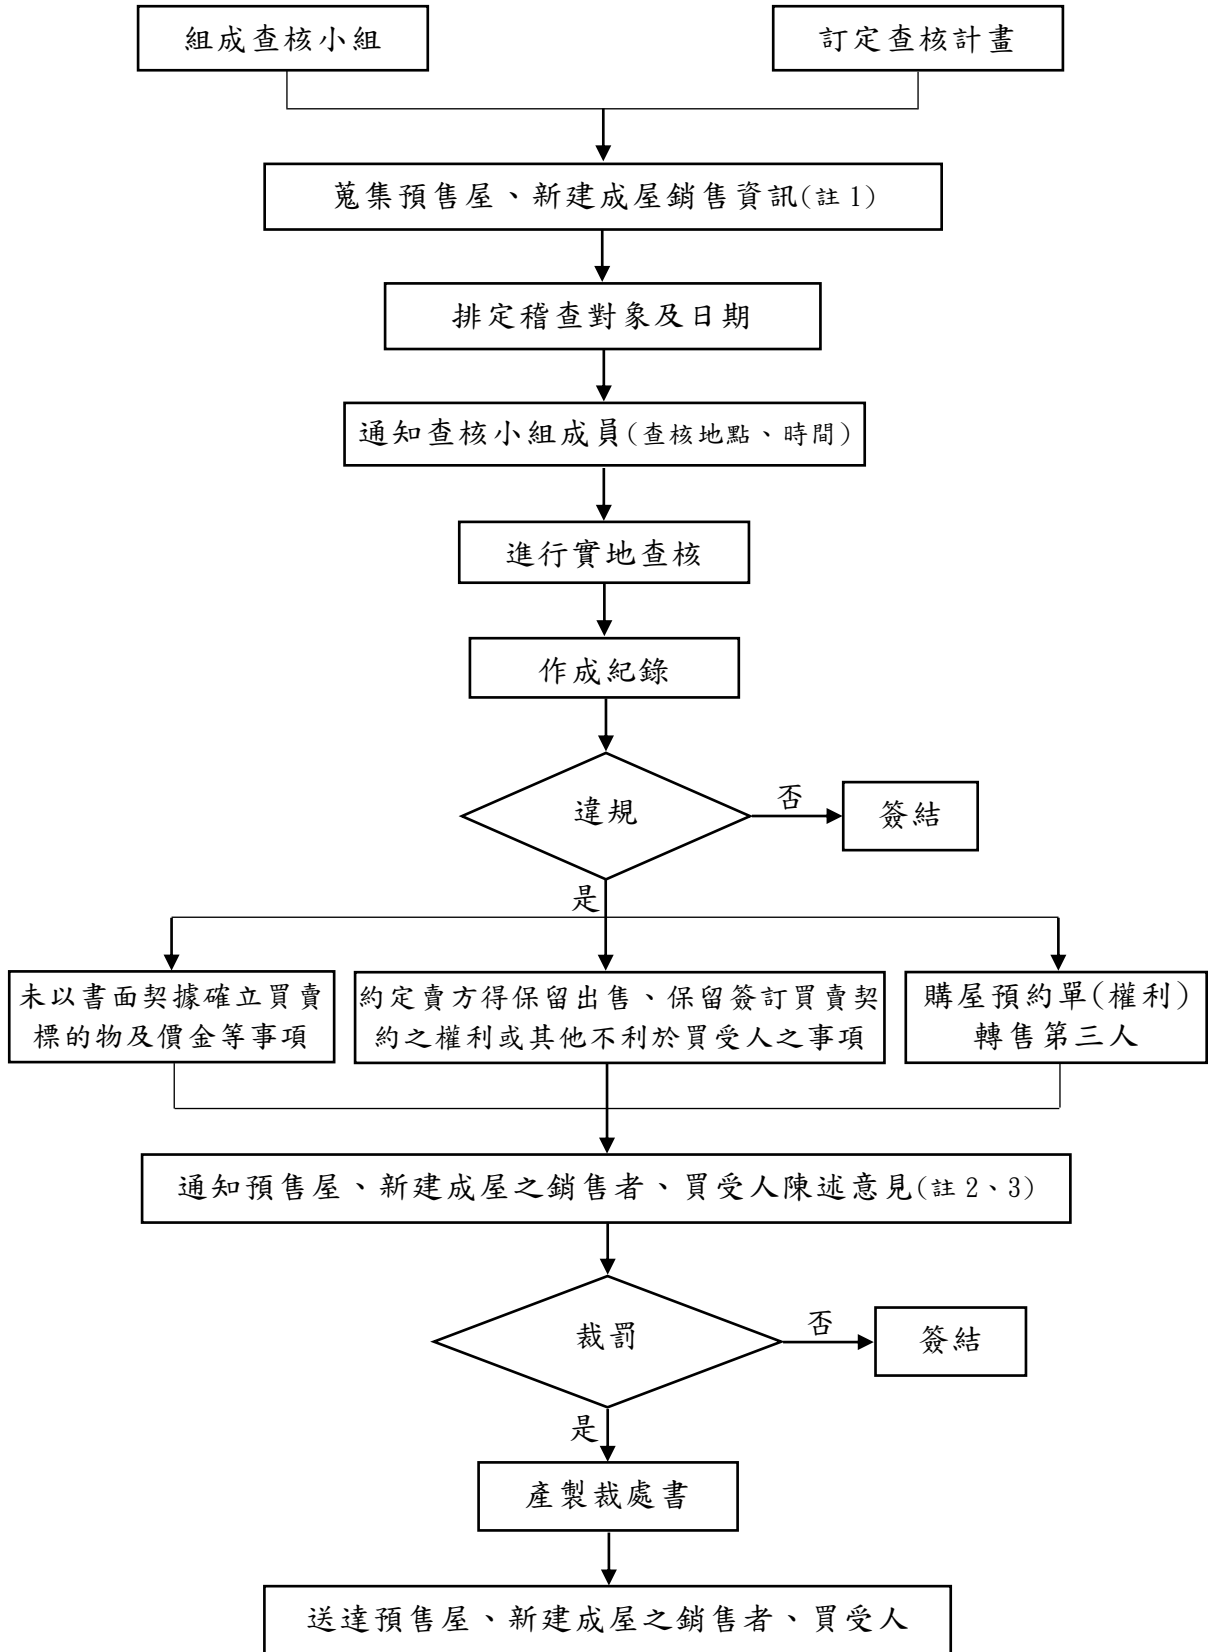 組成查核小組
訂定查核計畫
蒐集預售屋、新建成屋銷售資訊(註 1)
排定稽查對象及日期
通知查核小組成員(查核地點、時間)
進行實地查核
作成紀錄
違規
否
簽結
是
未以書面契據確立買賣
標的物及價金等事項
約定賣方得保留出售、保留簽訂買賣契
約之權利或其他不利於買受人之事項
購屋預約單(權利)
轉售第三人
通知預售屋、新建成屋之銷售者、買受人陳述意見(註 2、3)
裁罰
否
簽結
是
產製裁處書
送達預售屋、新建成屋之銷售者、買受人